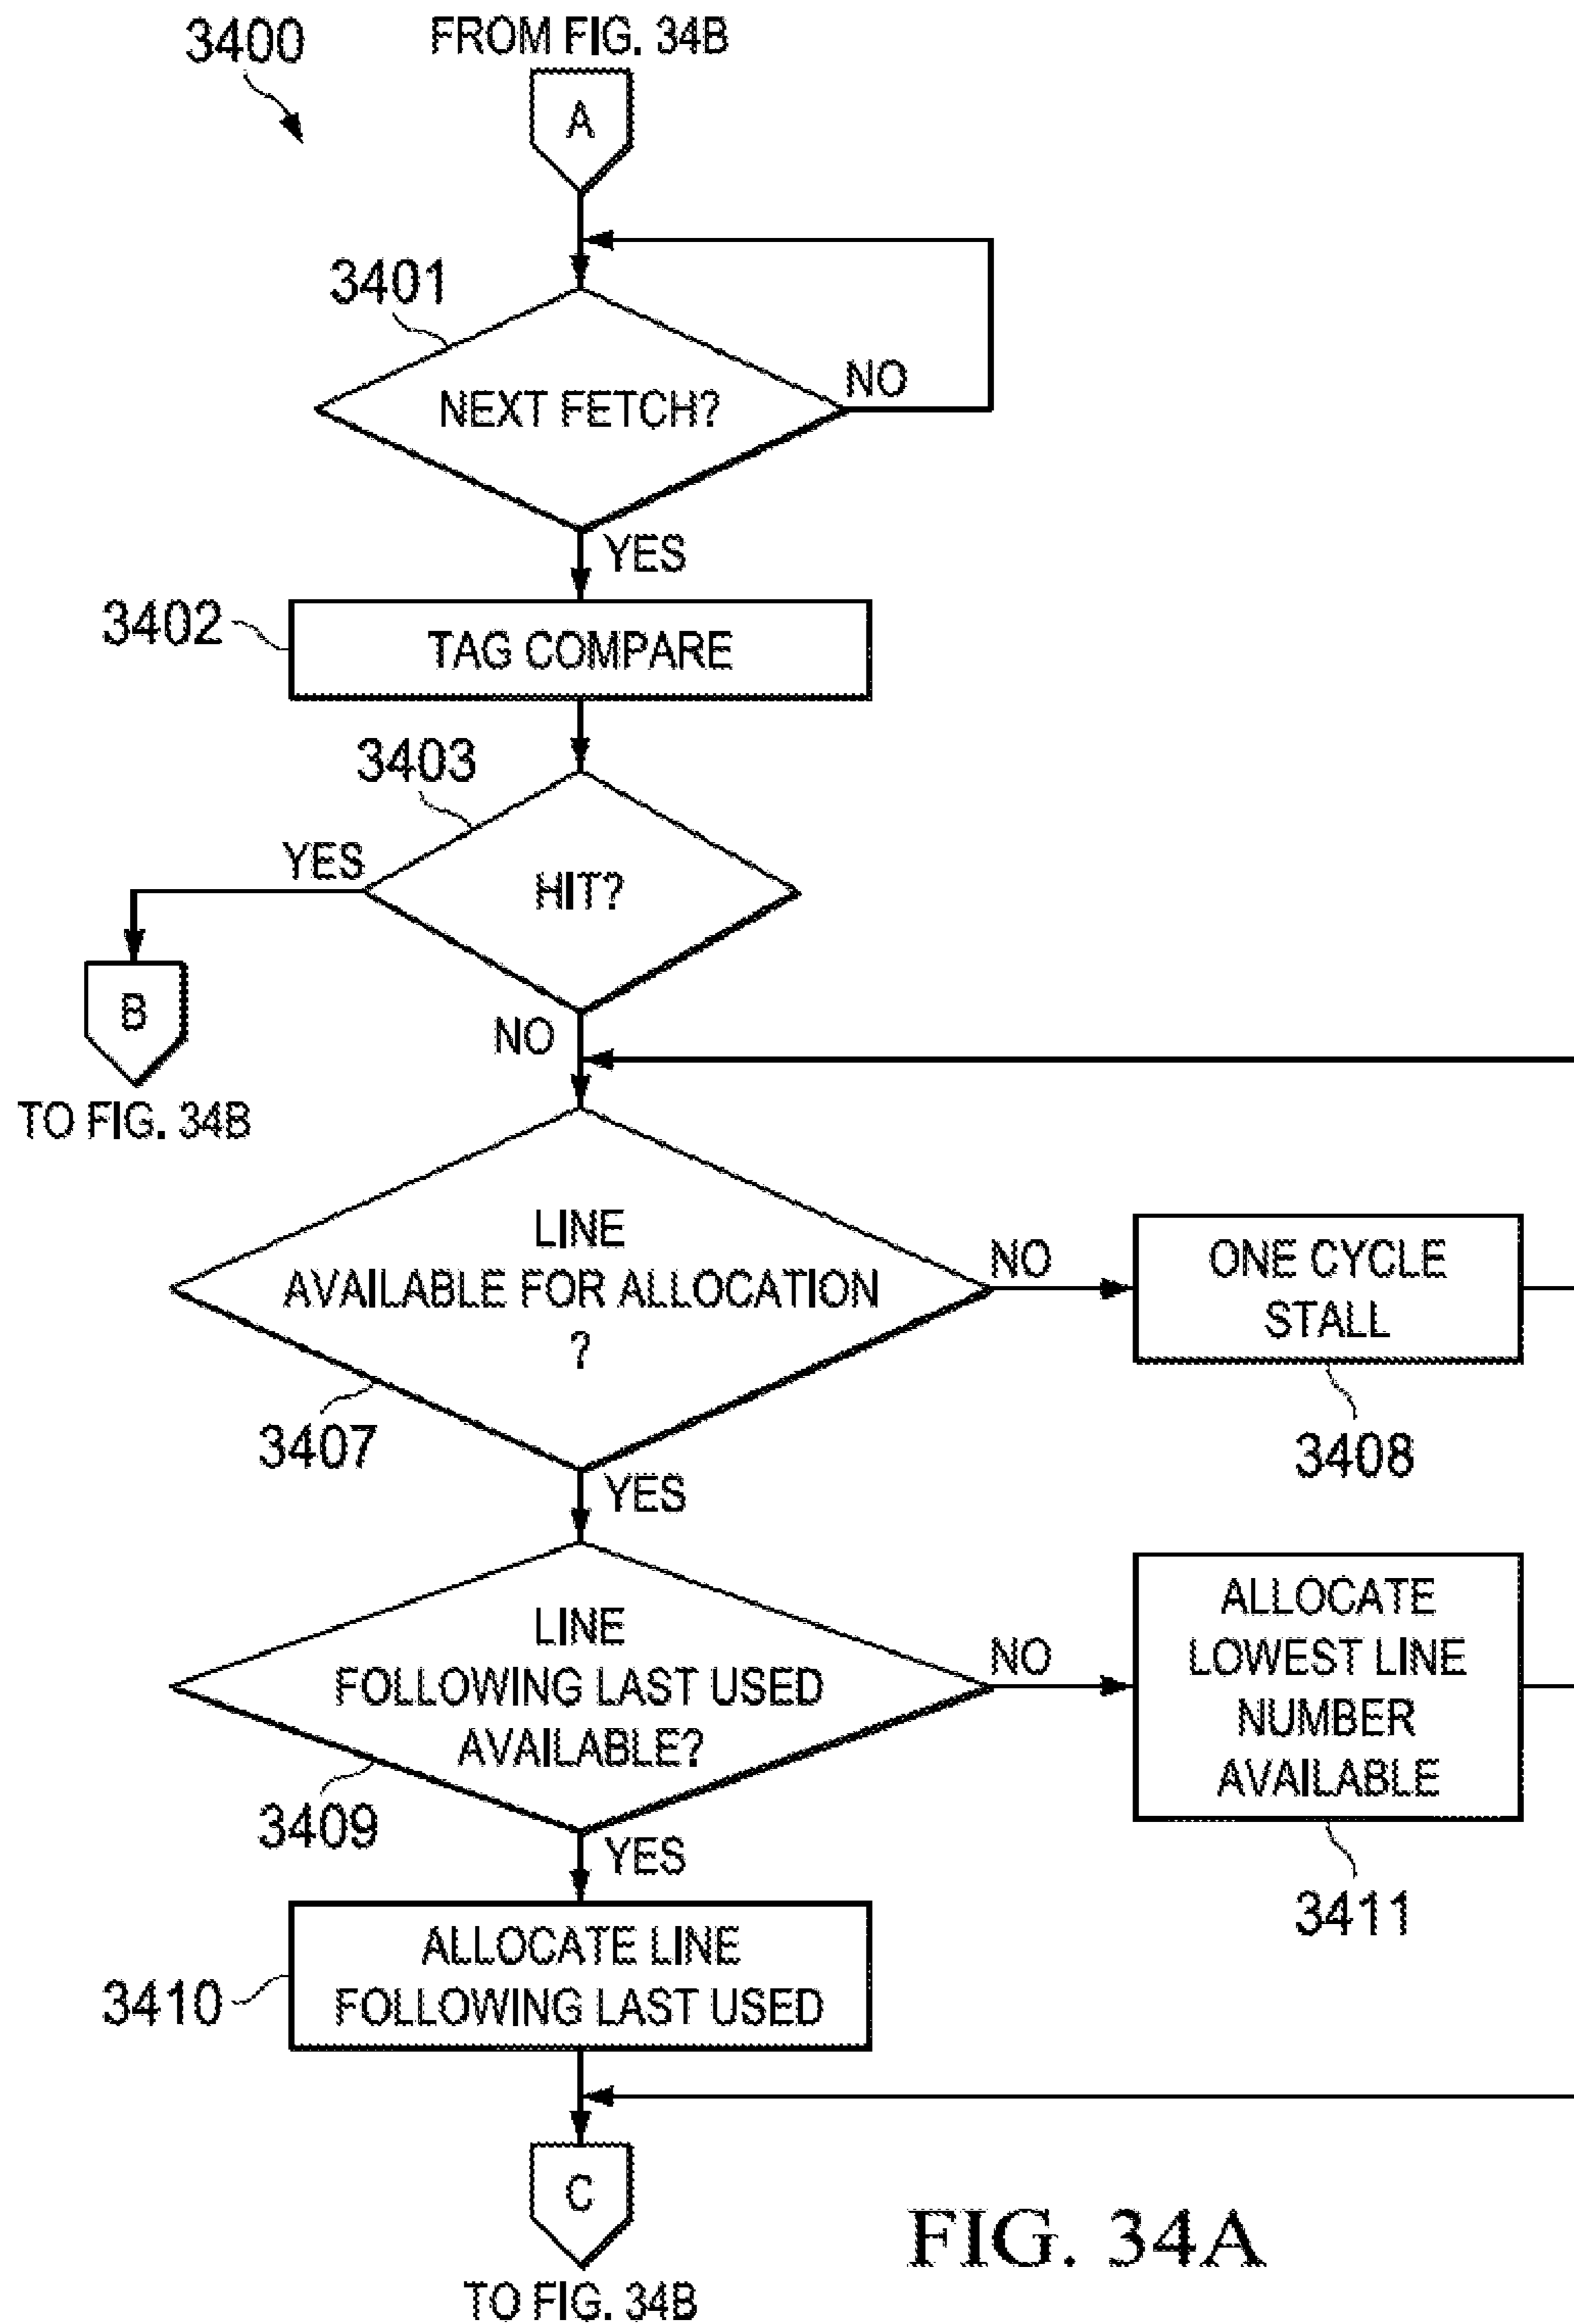 3400
FROM FIG. 34B
A
3401
NEXT FETCH?
NO
YES
3402
TAG COMPARE
3403
YES
HIT?
B
NO
TO FIG. 34B
LINE
AVAILABLE FOR ALLOCATION
?
NO
ONE CYCLE
STALL
3407
3408
YES
LINE
FOLLOWING LAST USED
AVAILABLE?
NO
ALLOCATE
LOWEST LINE
NUMBER
AVAILABLE
3409
YES
3411
3410
ALLOCATE LINE
FOLLOWING LAST USED
C
TO FIG. 34B
FIG. 34A